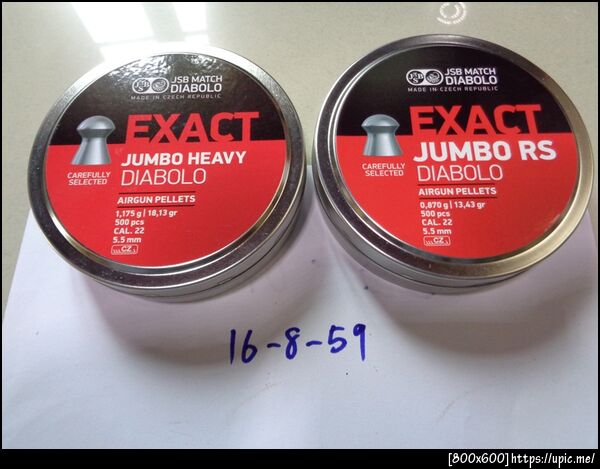 JSB MATCH
DIABOLO
MADE IN CZECH REPUBLIC
EXACT
JUMBO HEAVY
DIABOLO
CAREFULLY
SELECTED
AIRGUN PELLETS
1,175 g | 18,13 gr
500 pcs
CAL. 22
5.5 mm
CZ
JSB MATCH
DIABOLO
MADE IN CZECH REPUBLIC
EXACT
JUMBO RS
DIABOLO
CAREFULLY
SELECTED
AIRGUN PELLETS
0,870 g | 13,43 gr
500 pcs
CAL. 22
5.5 mm
CZ
16-8-59
[800x600]https://upic.me/